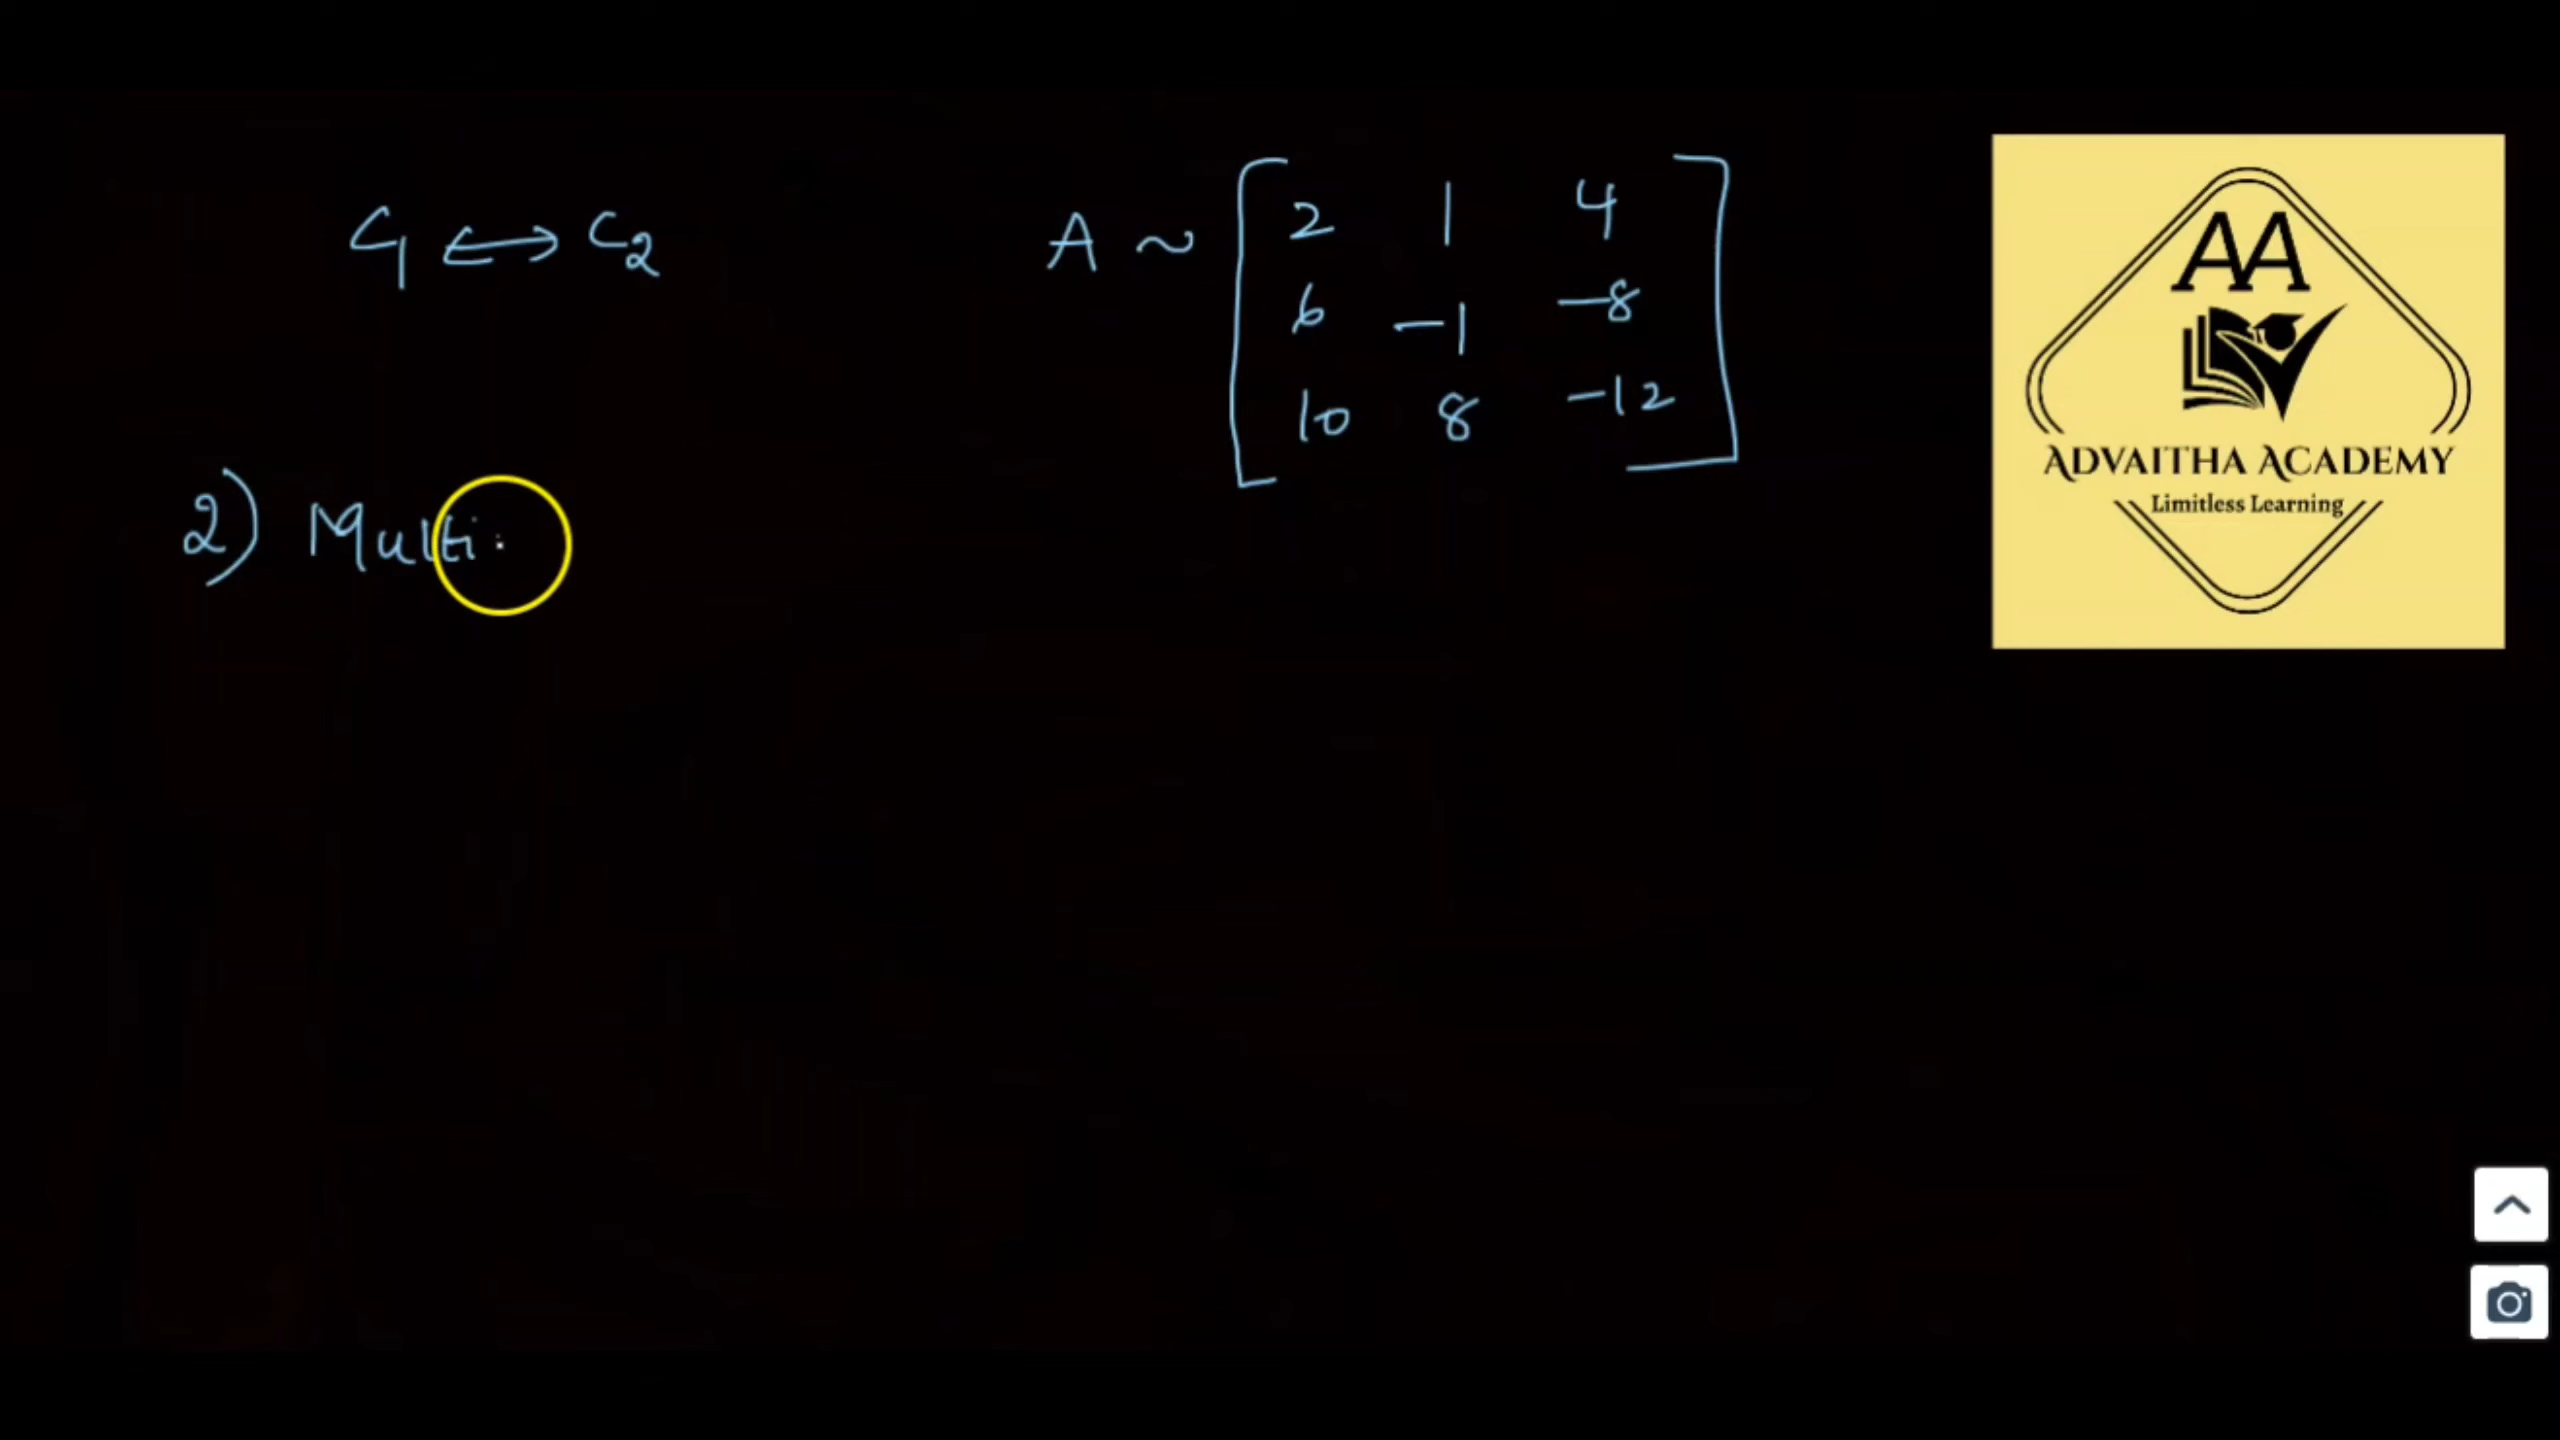 C1 ↔ C2
A ~ [ 2 1 4
6 -1 -8
10 8 -12 ]
2) Multi
AA
ADVAITHA ACADEMY
Limitless Learning